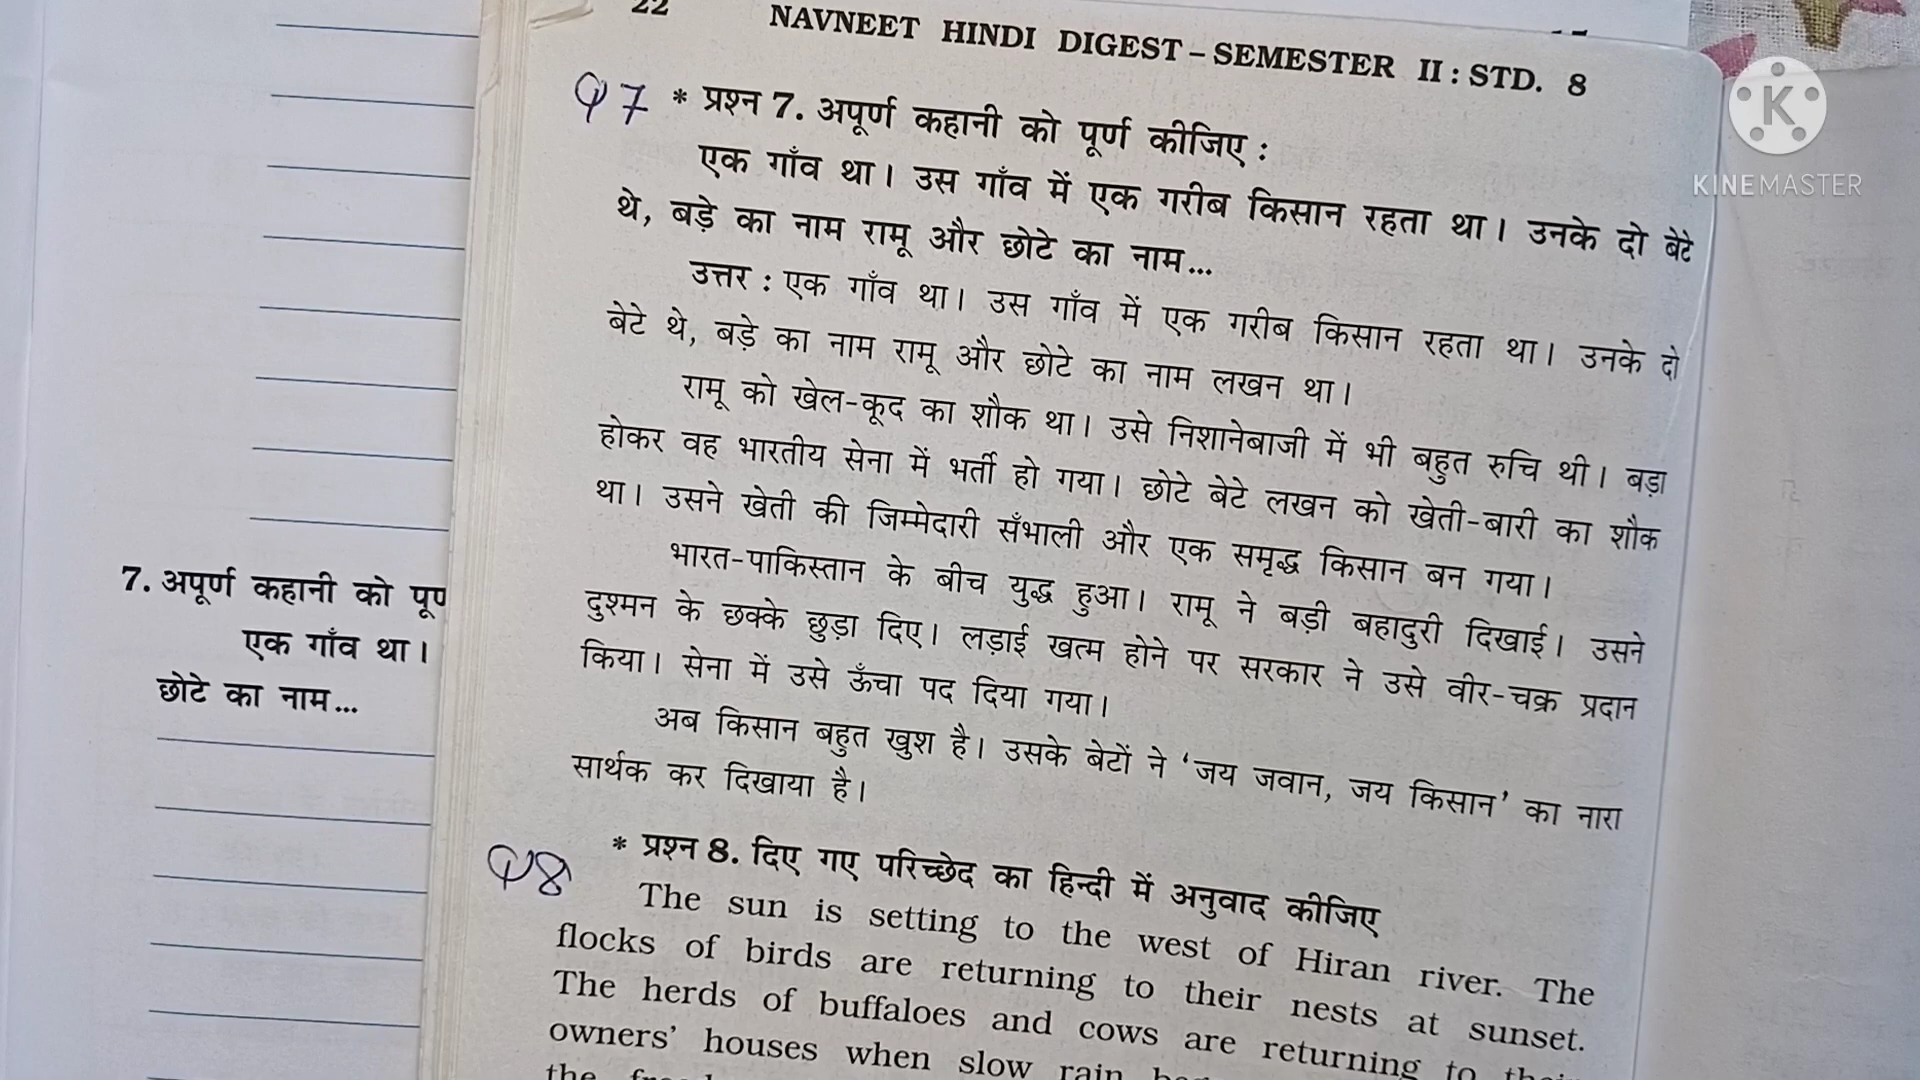 22 NAVNEET HINDI DIGEST – SEMESTER II : STD. 8
K
KINEMASTER
Q7 * प्रश्न 7. अपूर्ण कहानी को पूर्ण कीजिए :
एक गाँव था। उस गाँव में एक गरीब किसान रहता था। उनके दो बेटे
थे, बड़े का नाम रामू और छोटे का नाम...
उत्तर : एक गाँव था। उस गाँव में एक गरीब किसान रहता था। उनके दो
बेटे थे, बड़े का नाम रामू और छोटे का नाम लखन था।
रामू को खेल-कूद का शौक था। उसे निशानेबाजी में भी बहुत रुचि थी। बड़ा
होकर वह भारतीय सेना में भर्ती हो गया। छोटे बेटे लखन को खेती-बारी का शौक
था। उसने खेती की जिम्मेदारी सँभाली और एक समृद्ध किसान बन गया।
भारत-पाकिस्तान के बीच युद्ध हुआ। रामू ने बड़ी बहादुरी दिखाई। उसने
दुश्मन के छक्के छुड़ा दिए। लड़ाई खत्म होने पर सरकार ने उसे वीर-चक्र प्रदान
किया। सेना में उसे ऊँचा पद दिया गया।
अब किसान बहुत खुश है। उसके बेटों ने ‘जय जवान, जय किसान’ का नारा
सार्थक कर दिखाया है।
Q8 * प्रश्न 8. दिए गए परिच्छेद का हिन्दी में अनुवाद कीजिए
The sun is setting to the west of Hiran river. The
flocks of birds are returning to their nests at sunset.
The herds of buffaloes and cows are returning to their
owners’ houses when slow rain
the
7. अपूर्ण कहानी को
एक गाँव था।
छोटे का नाम...